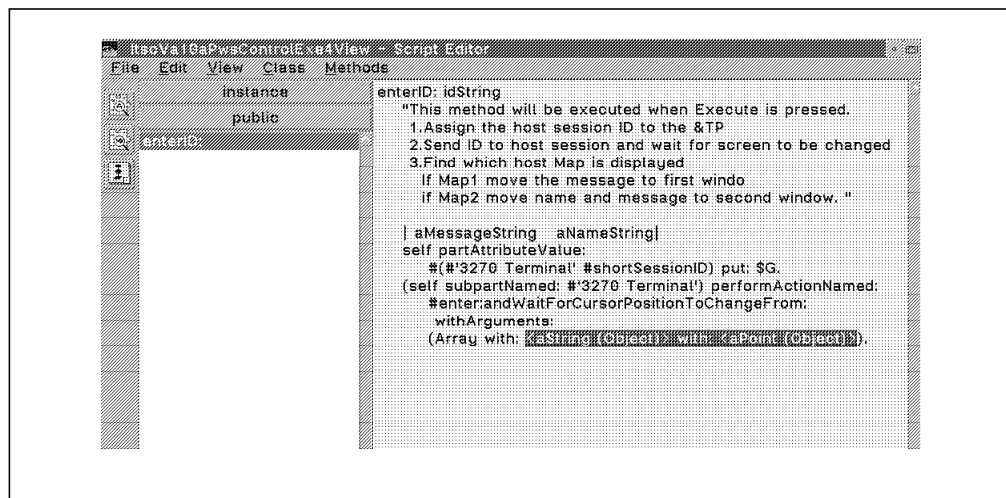 ItscVa10aPwsControlExe4View - Script Editor
File Edit View Class Methods
instance
public
enterID:
enterID: idString
"This method will be executed when Execute is pressed.
1.Assign the host session ID to the &TP
2.Send ID to host session and wait for screen to be changed
3.Find which host Map is displayed
If Map1 move the message to first windo
if Map2 move name and message to second window. "
| aMessageString aNameString|
self partAttributeValue:
#(#'3270 Terminal' #shortSessionID) put: $G.
(self subpartNamed: #'3270 Terminal') performActionNamed:
#enter:andWaitForCursorPositionToChangeFrom:
withArguments:
(Array with: <aString (Object)> with: <aPoint (Object)>).